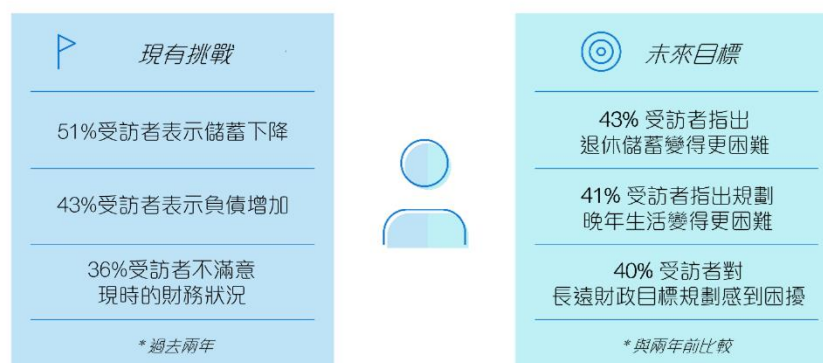 現有挑戰
51%受訪者表示儲蓄下降
43%受訪者表示負債增加
36%受訪者不滿意
現時的財務狀況
*過去兩年
未來目標
43% 受訪者指出
退休儲蓄變得更困難
41% 受訪者指出規劃
晚年生活變得更困難
40% 受訪者對
長遠財政目標規劃感到困擾
*與兩年前比較